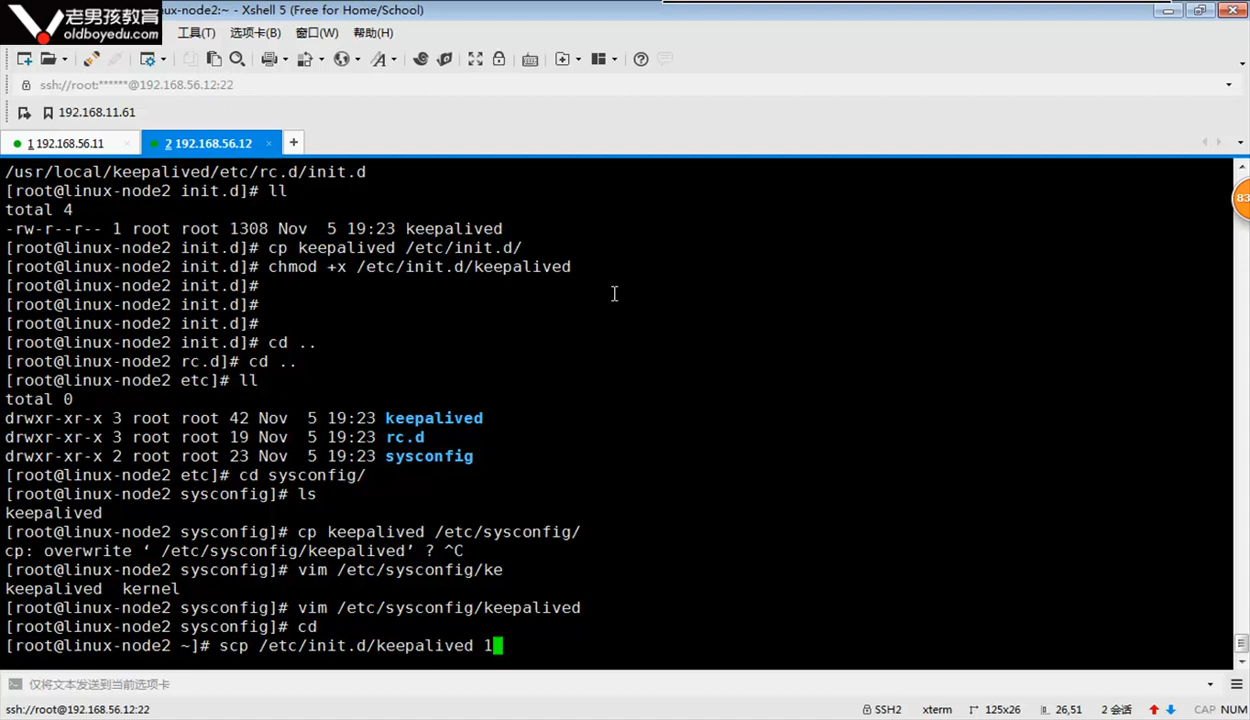 老男孩教育
oldboyedu.com
nux-node2:~ - Xshell 5 (Free for Home/School)
工具(T) 选项卡(B) 窗口(W) 帮助(H)
ssh://root:******@192.168.56.12:22
192.168.11.61
1 192.168.56.11 × 2 192.168.56.12 × +
/usr/local/keepalived/etc/rc.d/init.d
[root@linux-node2 init.d]# ll
total 4
-rw-r--r-- 1 root root 1308 Nov  5 19:23 keepalived
[root@linux-node2 init.d]# cp keepalived /etc/init.d/
[root@linux-node2 init.d]# chmod +x /etc/init.d/keepalived
[root@linux-node2 init.d]#
[root@linux-node2 init.d]#
[root@linux-node2 init.d]#
[root@linux-node2 init.d]# cd ..
[root@linux-node2 rc.d]# cd ..
[root@linux-node2 etc]# ll
total 0
drwxr-xr-x 3 root root 42 Nov  5 19:23 keepalived
drwxr-xr-x 3 root root 19 Nov  5 19:23 rc.d
drwxr-xr-x 2 root root 23 Nov  5 19:23 sysconfig
[root@linux-node2 etc]# cd sysconfig/
[root@linux-node2 sysconfig]# ls
keepalived
[root@linux-node2 sysconfig]# cp keepalived /etc/sysconfig/
cp: overwrite ‘ /etc/sysconfig/keepalived’ ? ^C
[root@linux-node2 sysconfig]# vim /etc/sysconfig/ke
keepalived  kernel
[root@linux-node2 sysconfig]# vim /etc/sysconfig/keepalived
[root@linux-node2 sysconfig]# cd
[root@linux-node2 ~]# scp /etc/init.d/keepalived 1
83
仅将文本发送到当前选项卡
ssh://root@192.168.56.12:22 SSH2 xterm 125x26 26,51 2 会话 CAP NUM